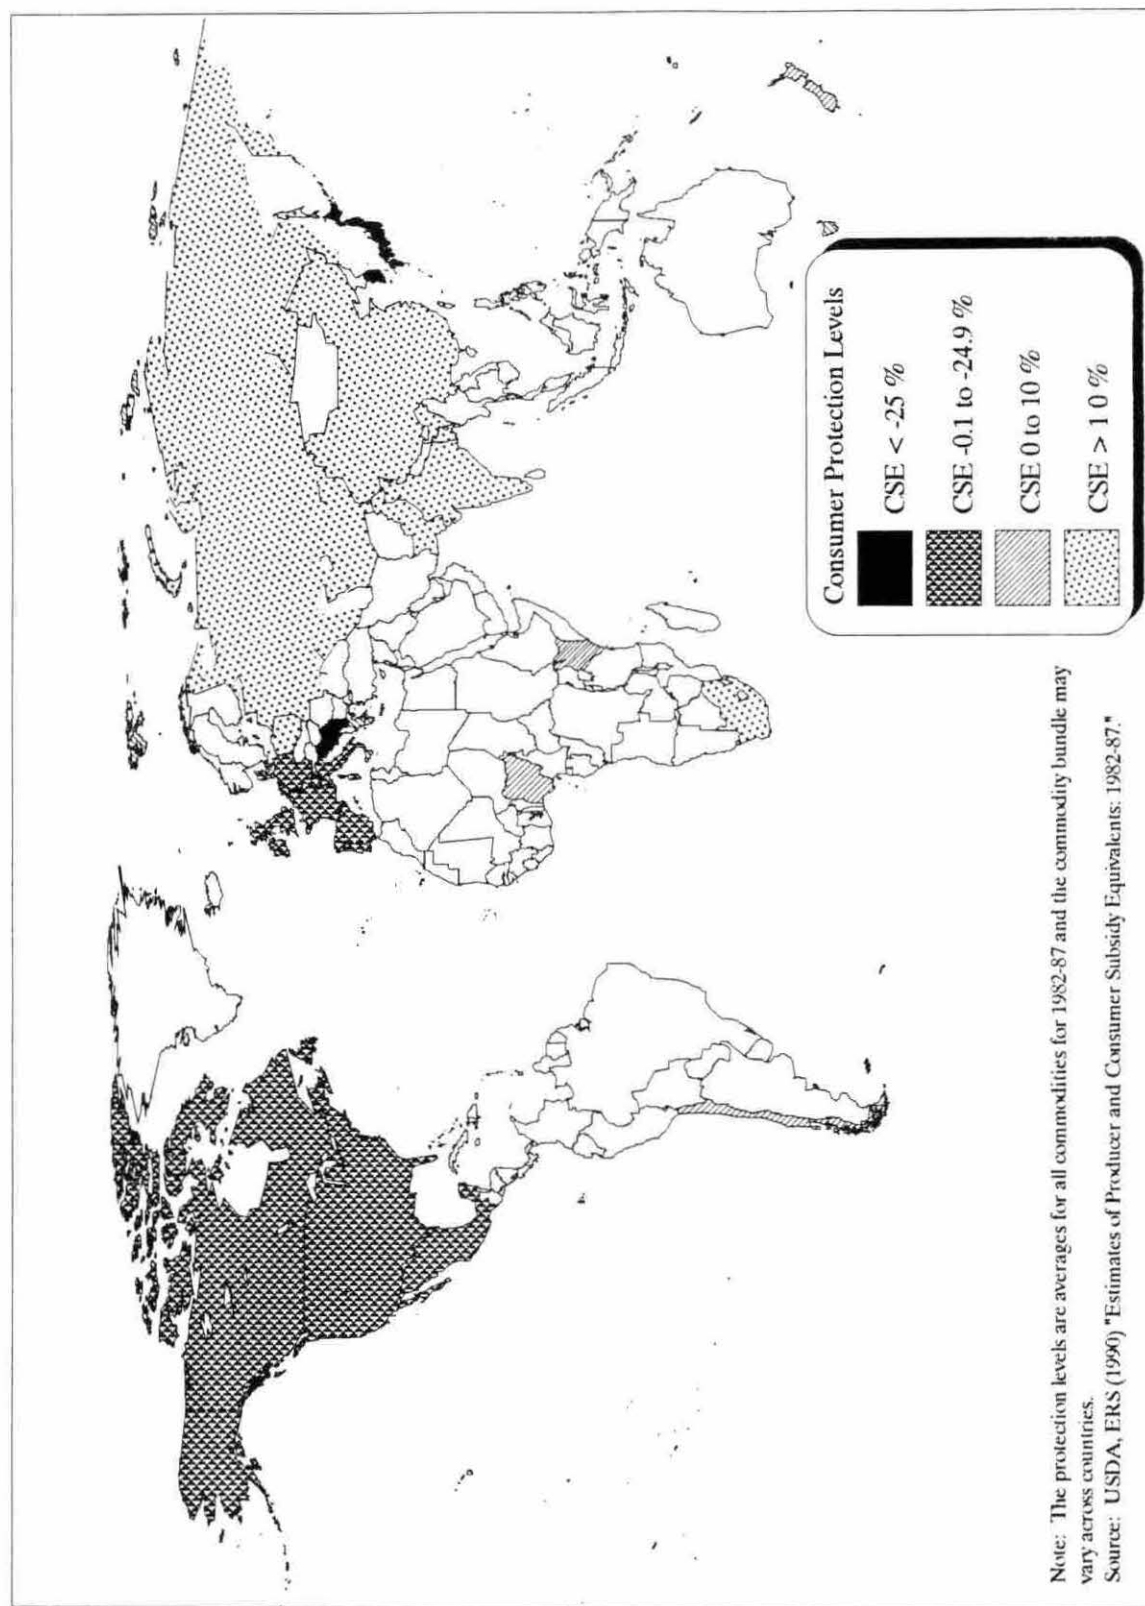 Consumer Protection Levels
CSE < -25 %
CSE -0.1 to -24.9 %
CSE 0 to 10 %
CSE > 1 0 %
Note: The protection levels are averages for all commodities for 1982-87 and the commodity bundle may
vary across countries.
Source: USDA, ERS (1990) "Estimates of Producer and Consumer Subsidy Equivalents: 1982-87."